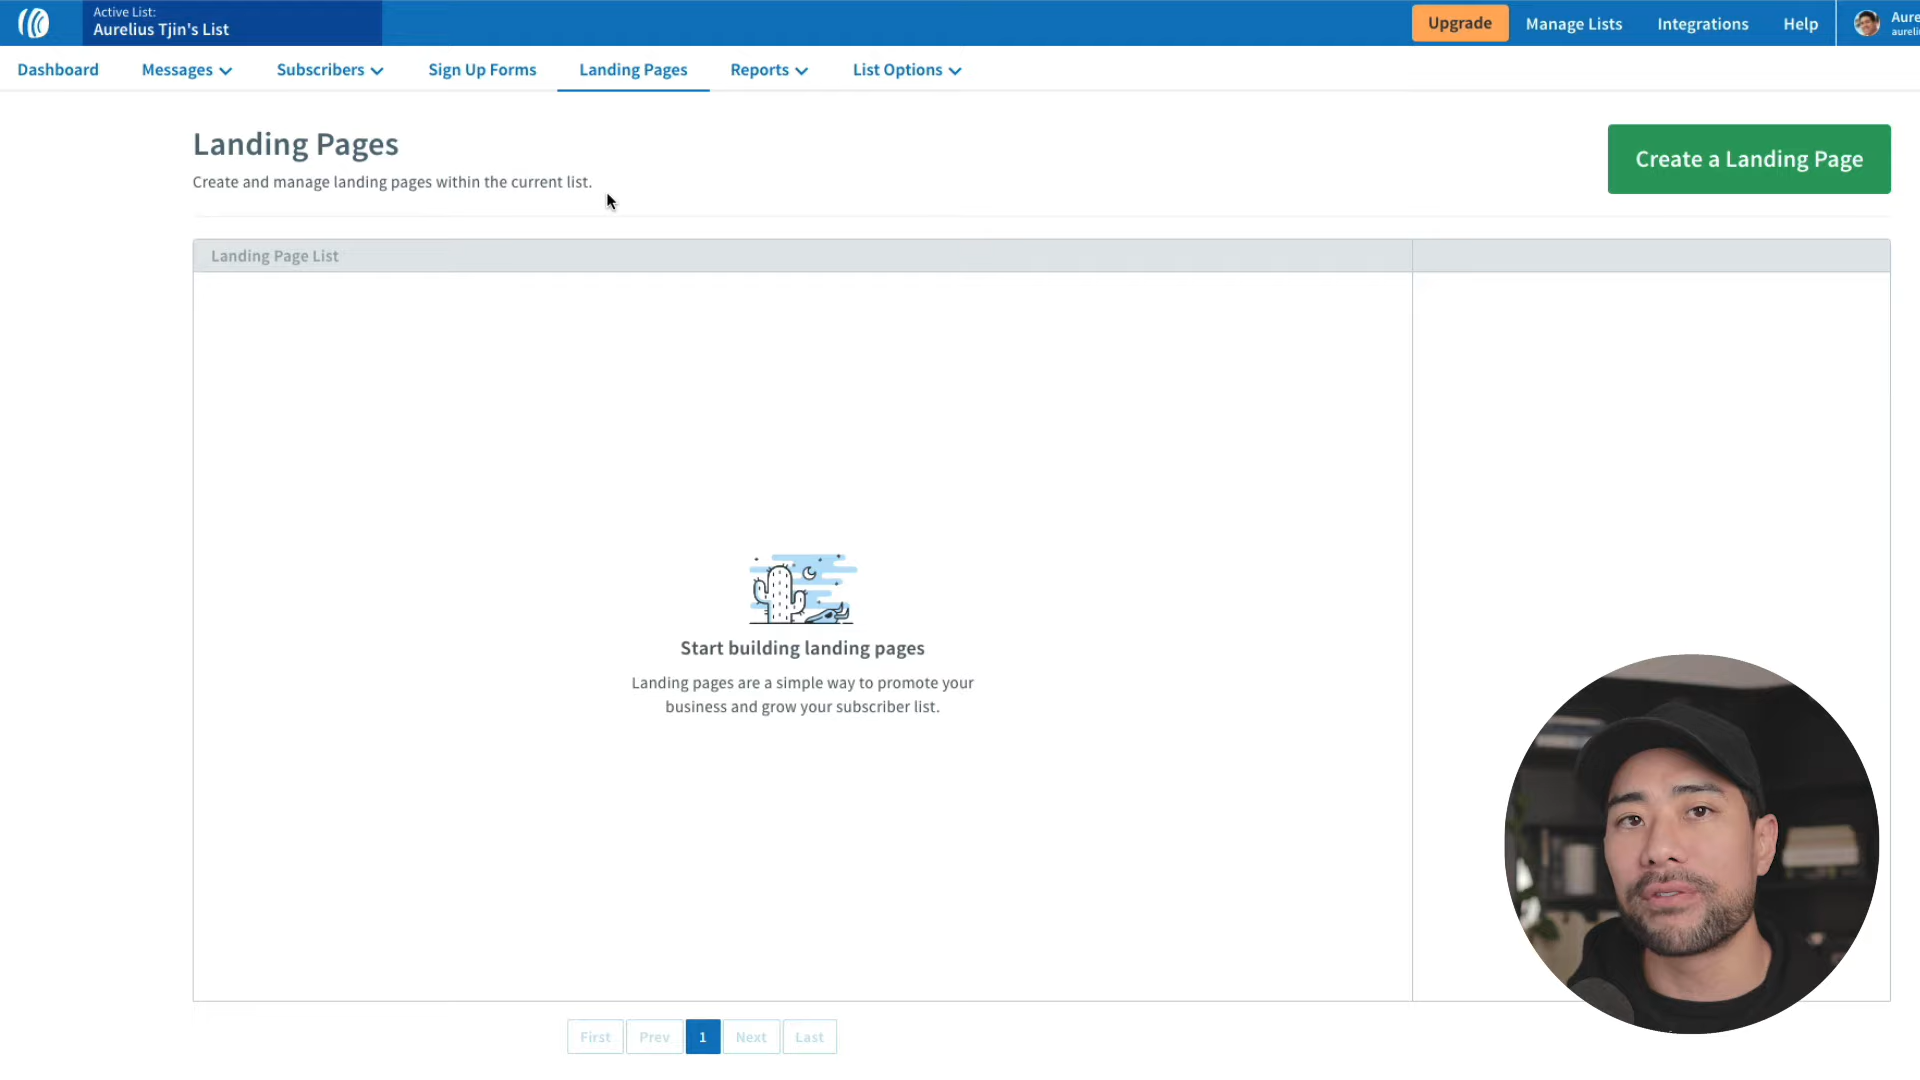 Active List:
Aurelius Tjin's List
Upgrade
Manage Lists
Integrations
Help
Aure
aureli
Dashboard
Messages
Subscribers
Sign Up Forms
Landing Pages
Reports
List Options
Landing Pages
Create and manage landing pages within the current list.
Create a Landing Page
Landing Page List
Start building landing pages
Landing pages are a simple way to promote your
business and grow your subscriber list.
First
Prev
1
Next
Last